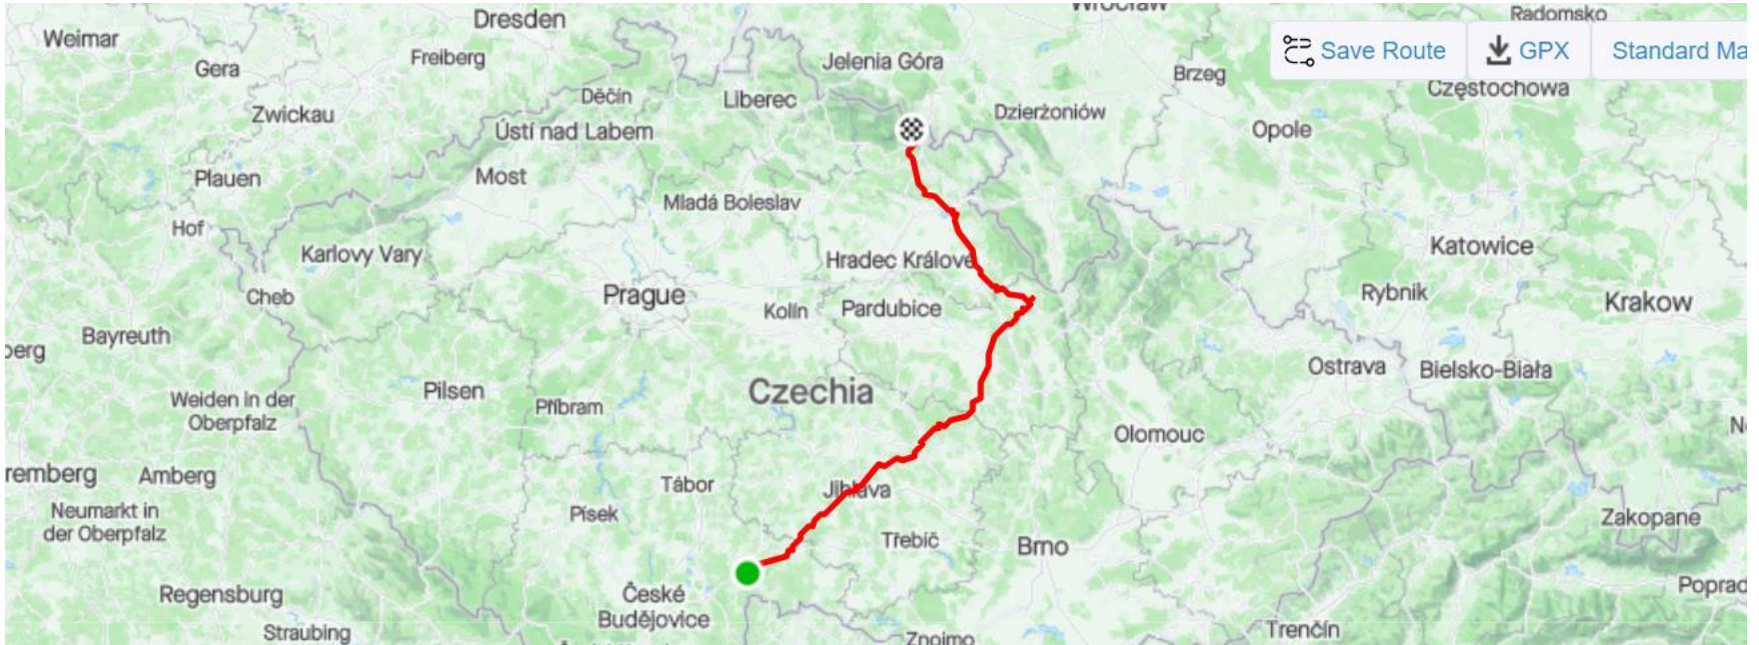 Dresden
Radomsko
Weimar
Jelenia Góra
Save Route
GPX
Standard Ma
Freiberg
Gera
Brzeg
Częstochowa
Děčín
Liberec
Zwickau
Dzierżoniów
Ústí nad Labem
Opole
Most
Plauen
Mladá Boleslav
Hof
Karlovy Vary
Katowice
Hradec Králové
Cheb
Prague
Rybnik
Krakow
Kolín
Pardubice
Bayreuth
berg
Ostrava
Bielsko-Biała
Pilsen
Czechia
Weiden in der
Oberpfalz
Příbram
Olomouc
remberg
Amberg
Tábor
Jihlava
Neumarkt in
der Oberpfalz
Písek
Zakopane
Třebíč
Brno
Poprad
Regensburg
České
Budějovice
Straubing
Znojmo
Trenčín